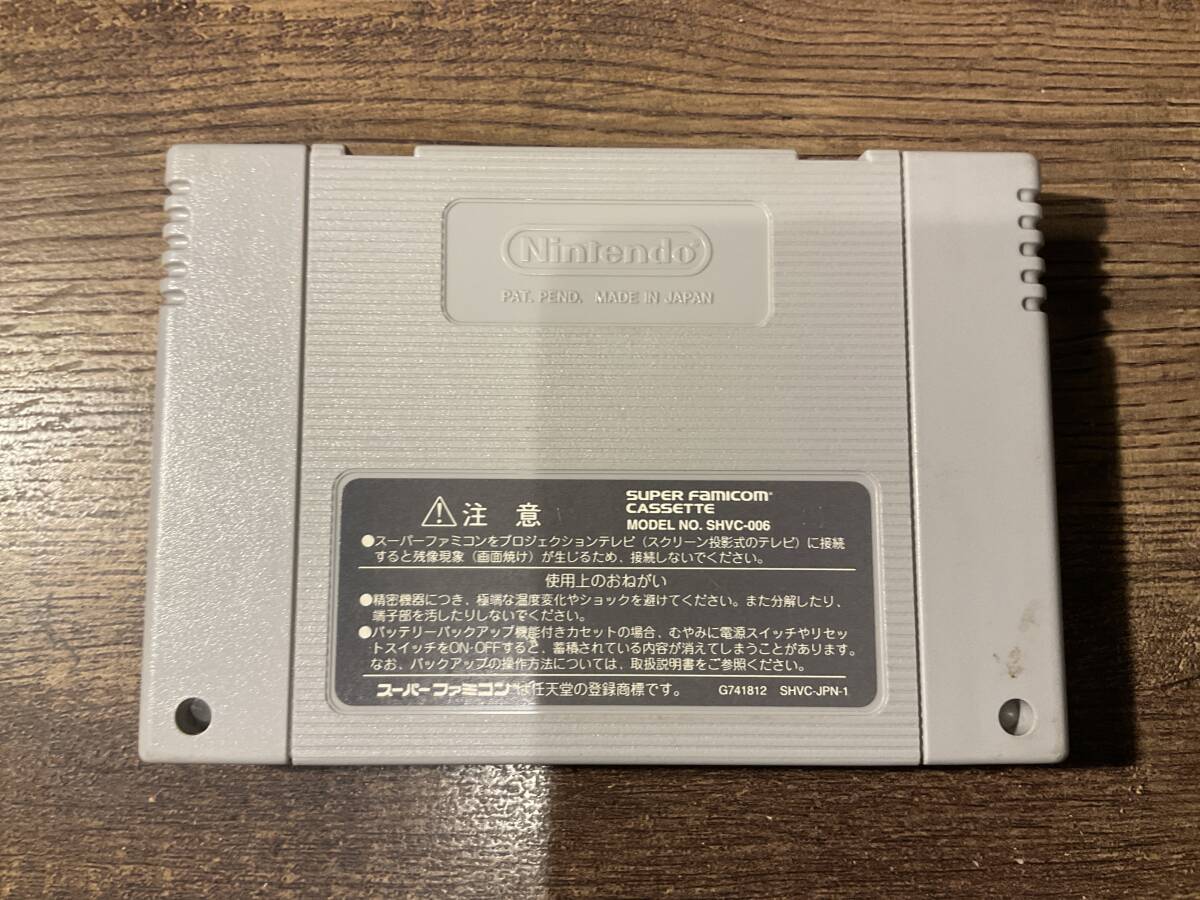 Nintendo®
PAT. PEND. MADE IN JAPAN
⚠注意
SUPER FAMICOM®
CASSETTE
MODEL NO. SHVC-006
●スーパーファミコンをプロジェクションテレビ(スクリーン投影式のテレビ)に接続
すると残像現象(画面焼け)が生じるため、接続しないでください。
使用上のおねがい
●精密機器につき、極端な温度変化やショックを避けてください。また分解したり、
端子部を汚したりしないでください。
●バッテリーバックアップ機能付きカセットの場合、むやみに電源スイッチやリセッ
トスイッチをON・OFFすると、蓄積されている内容が消えてしまうことがあります。
なお、バックアップの操作方法については、取扱説明書をご参照ください。
スーパーファミコン™は任天堂の登録商標です。
G741812 SHVC-JPN-1